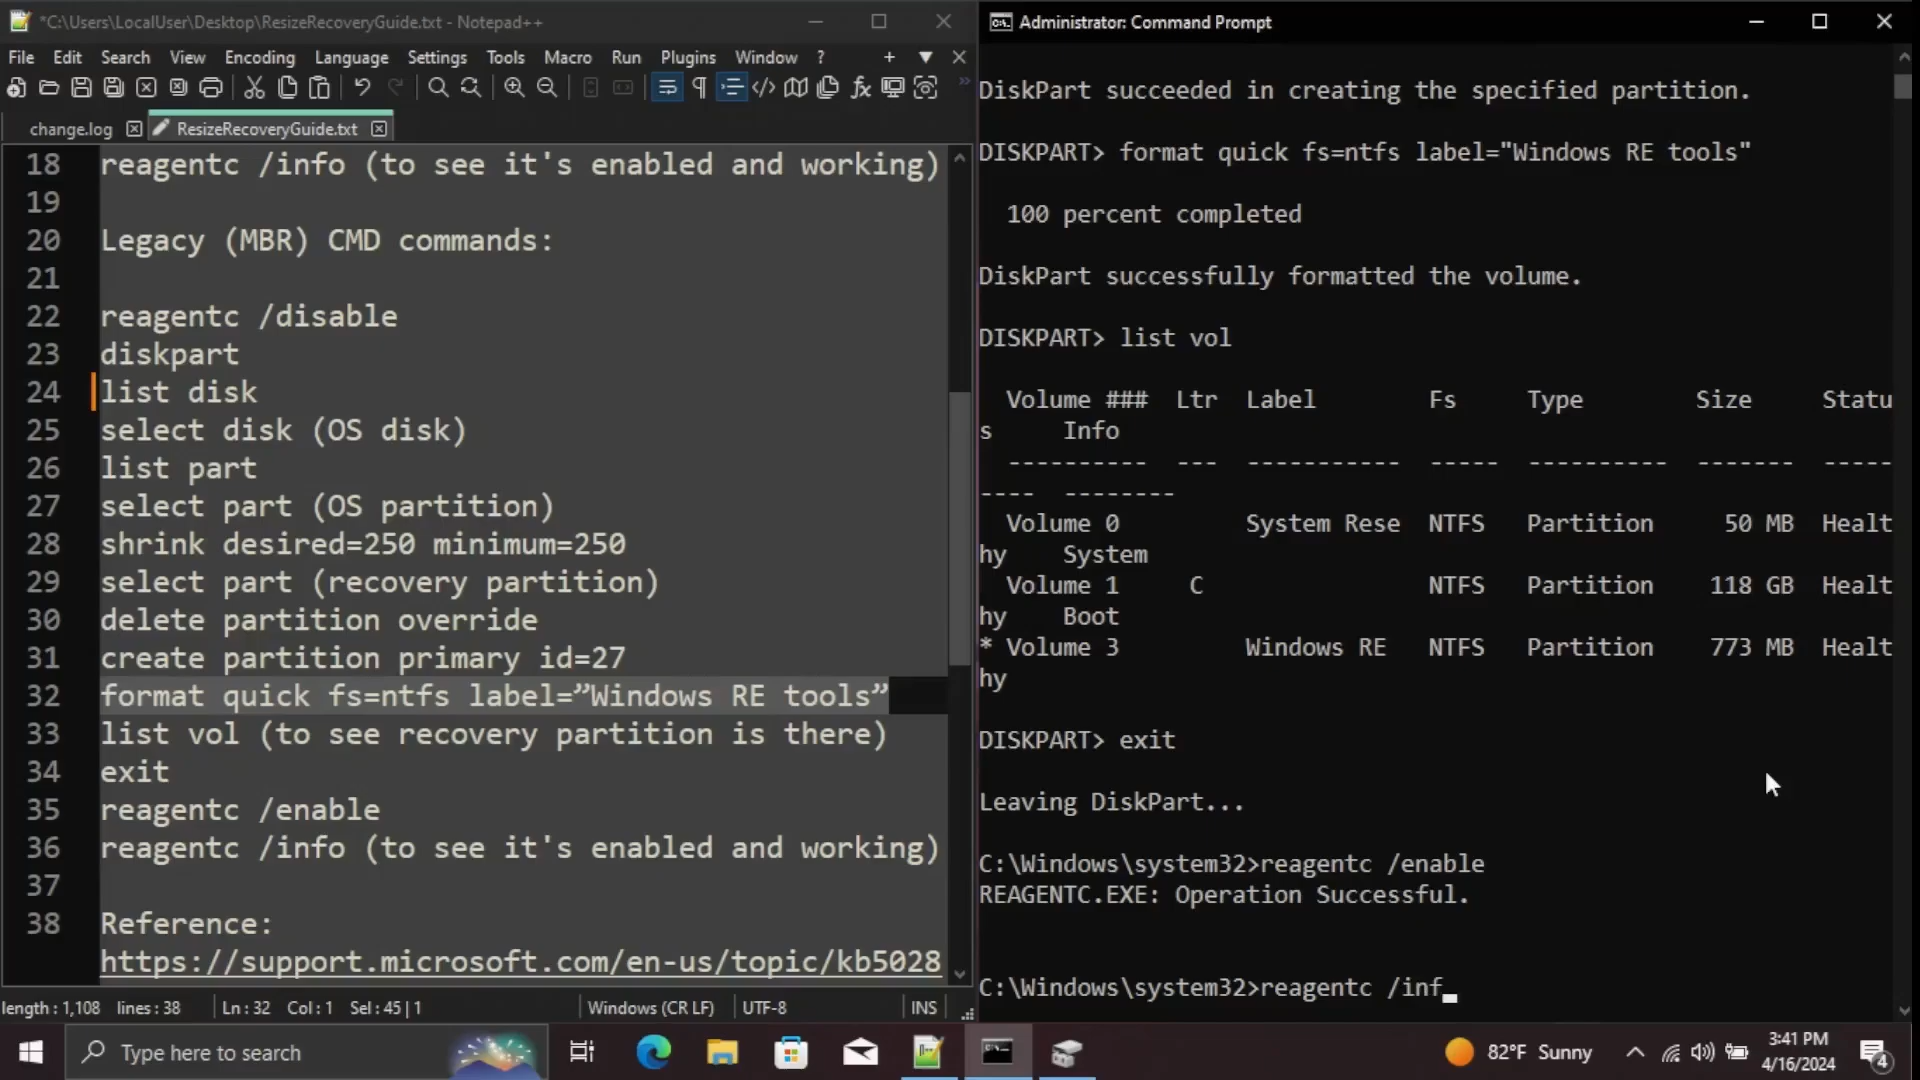 *C:\Users\LocalUser\Desktop\ResizeRecoveryGuide.txt - Notepad++
File Edit Search View Encoding Language Settings Tools Macro Run Plugins Window ?
change.log
ResizeRecoveryGuide.txt
18 reagentc /info (to see it's enabled and working)
19
20 Legacy (MBR) CMD commands:
21
22 reagentc /disable
23 diskpart
24 list disk
25 select disk (OS disk)
26 list part
27 select part (OS partition)
28 shrink desired=250 minimum=250
29 select part (recovery partition)
30 delete partition override
31 create partition primary id=27
32 format quick fs=ntfs label=”Windows RE tools”
33 list vol (to see recovery partition is there)
34 exit
35 reagentc /enable
36 reagentc /info (to see it's enabled and working)
37
38 Reference:
https://support.microsoft.com/en-us/topic/kb5028
length : 1,108 lines : 38 Ln : 32 Col : 1 Sel : 45 | 1 Windows (CR LF) UTF-8 INS
Administrator: Command Prompt
DiskPart succeeded in creating the specified partition.
DISKPART> format quick fs=ntfs label="Windows RE tools"
100 percent completed
DiskPart successfully formatted the volume.
DISKPART> list vol
Volume ### Ltr Label Fs Type Size Statu
s Info
---------- --- ----------- ----- ---------- ------- -----
---- --------
Volume 0 System Rese NTFS Partition 50 MB Healt
hy System
Volume 1 C NTFS Partition 118 GB Healt
hy Boot
* Volume 3 Windows RE NTFS Partition 773 MB Healt
hy
DISKPART> exit
Leaving DiskPart...
C:\Windows\system32>reagentc /enable
REAGENTC.EXE: Operation Successful.
C:\Windows\system32>reagentc /inf_
Type here to search
82°F Sunny
3:41 PM
4/16/2024
4